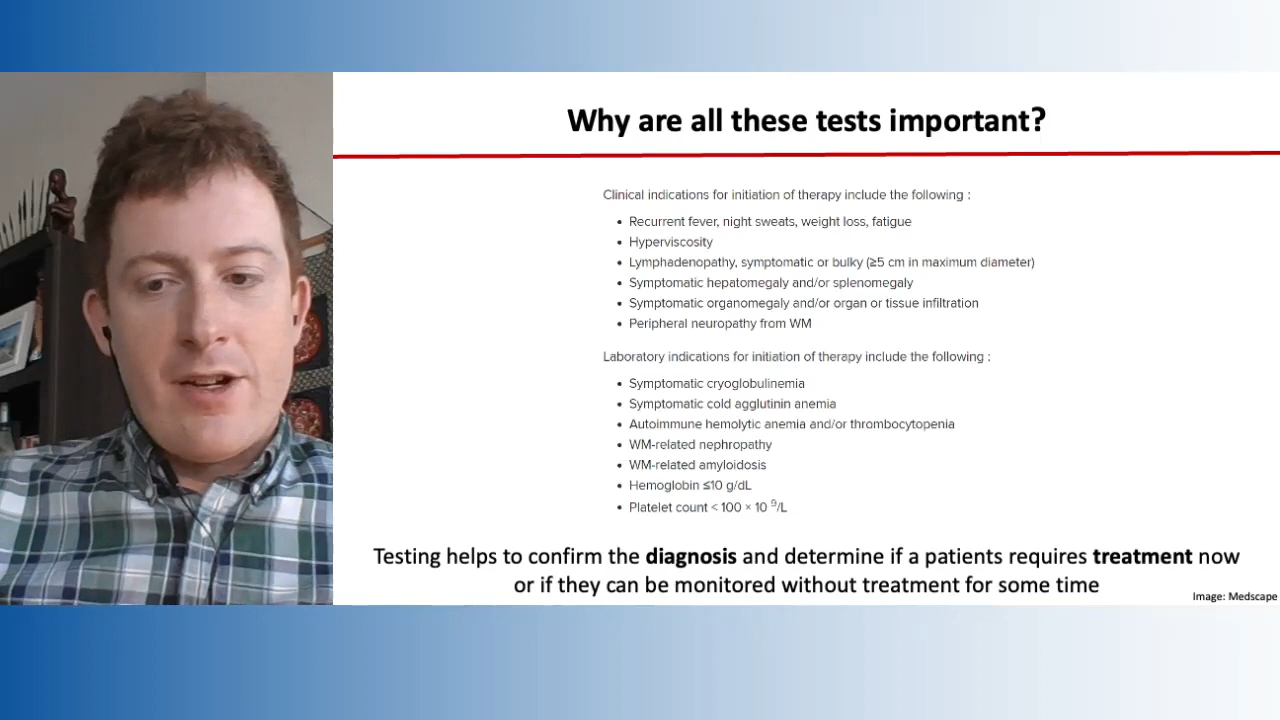 Why are all these tests important?
Clinical indications for initiation of therapy include the following :
• Recurrent fever, night sweats, weight loss, fatigue
• Hyperviscosity
• Lymphadenopathy, symptomatic or bulky (≥5 cm in maximum diameter)
• Symptomatic hepatomegaly and/or splenomegaly
• Symptomatic organomegaly and/or organ or tissue infiltration
• Peripheral neuropathy from WM
Laboratory indications for initiation of therapy include the following :
• Symptomatic cryoglobulinemia
• Symptomatic cold agglutinin anemia
• Autoimmune hemolytic anemia and/or thrombocytopenia
• WM-related nephropathy
• WM-related amyloidosis
• Hemoglobin ≤10 g/dL
• Platelet count < 100 × 10 ⁹/L
Testing helps to confirm the diagnosis and determine if a patients requires treatment now
or if they can be monitored without treatment for some time
Image: Medscape